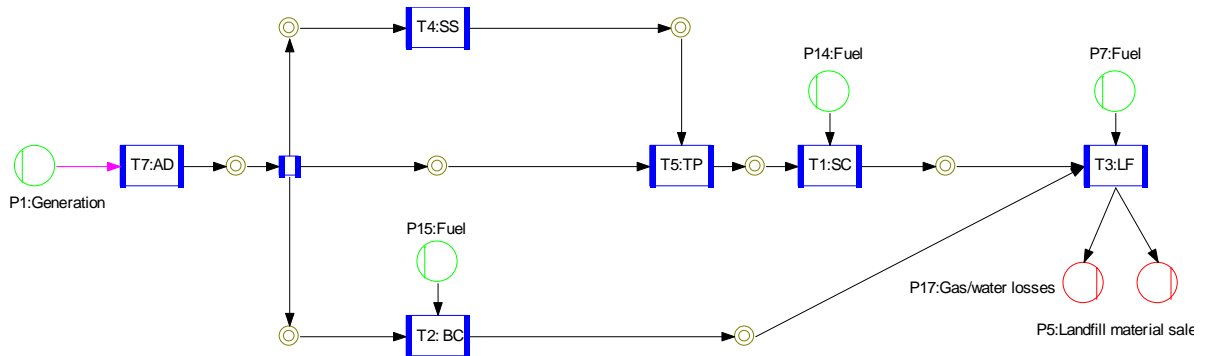 T4:SS
P14:Fuel
P7:Fuel
T7:AD
T5:TP
T1:SC
T3:LF
P1:Generation
P15:Fuel
P17:Gas/water losses
T2: BC
P5:Landfill material sale